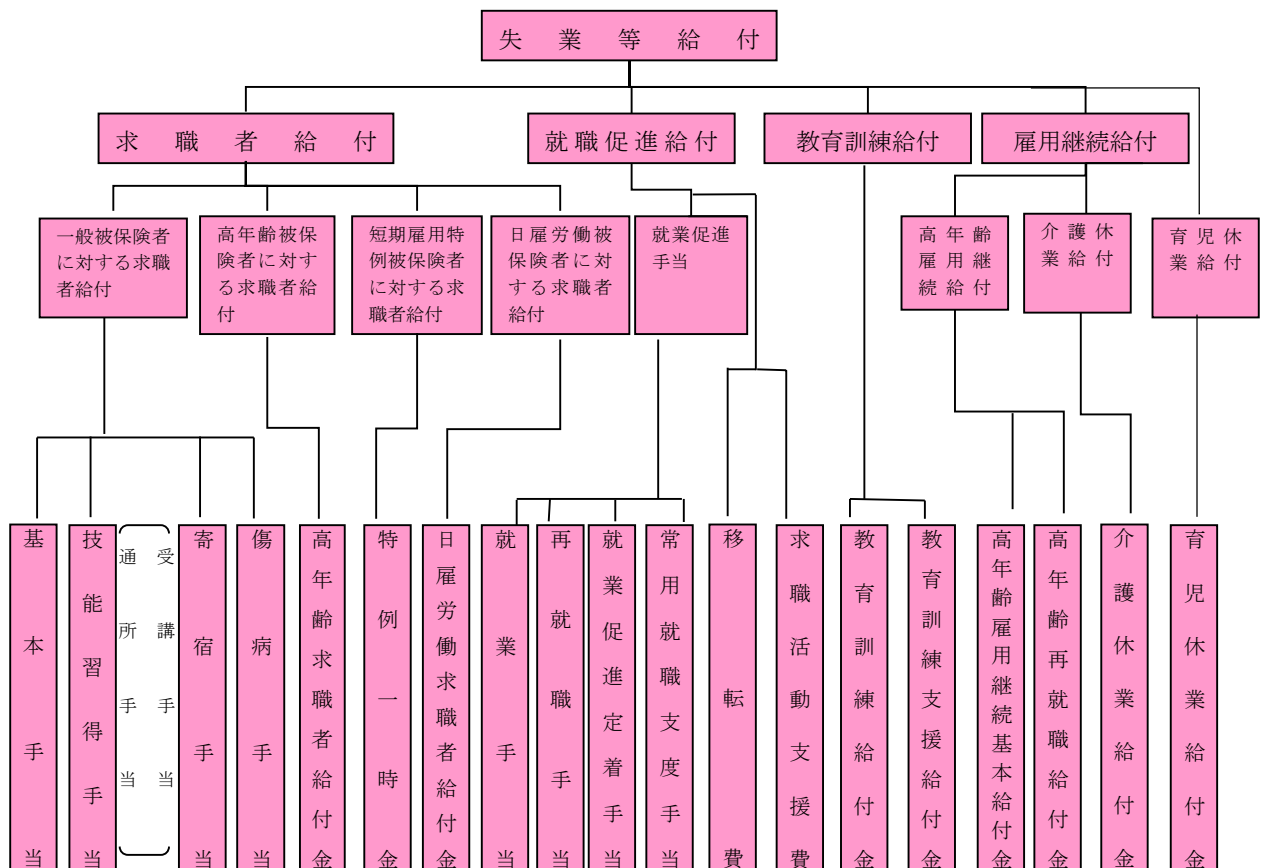 失業等給付
求職者給付
就職促進給付
教育訓練給付
雇用継続給付
一般被保険者
に対する求職
者給付
高年齢被保
険者に対す
る求職者給
付
短期雇用特
例被保険者
に対する求
職者給付
日雇労働被
保険者に対
する求職者
給付
就業促進
手当
高年齢
雇用継
続給付
介護休
業給付
育児休
業給付
基本手当
技能習得手当
受講手当
通所手当
寄宿手当
傷病手当
高年齢求職者給付金
特例一時金
日雇労働求職者給付金
就業手当
再就職手当
就業促進定着手当
常用就職支度手当
移転費
求職活動支援費
教育訓練給付金
教育訓練支援給付金
高年齢雇用継続基本給付金
高年齢再就職給付金
介護休業給付金
育児休業給付金